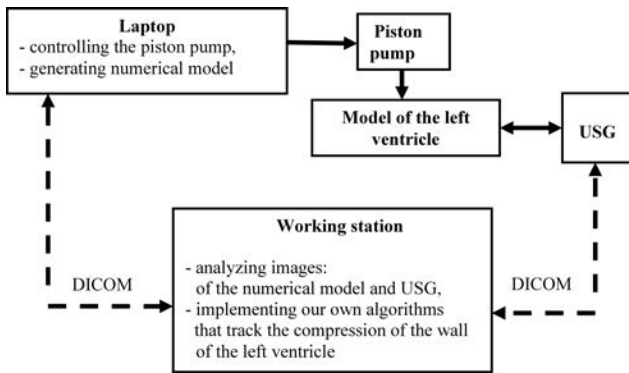 Laptop
- controlling the piston pump,
- generating numerical model
Piston
pump
Model of the left
ventricle
USG
Working station
- analyzing images:
of the numerical model and USG,
- implementing our own algorithms
that track the compression of the wall
of the left ventricle
DICOM
DICOM